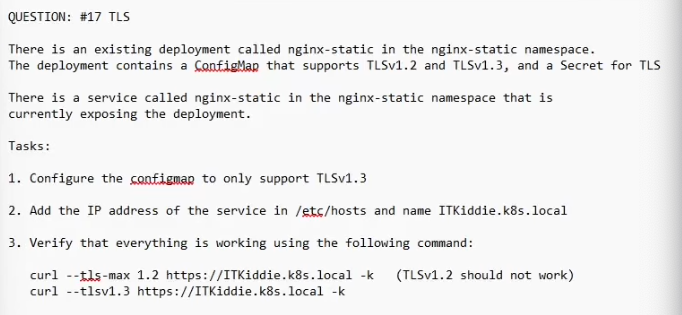 QUESTION: #17 TLS
There is an existing deployment called nginx-static in the nginx-static namespace.
The deployment contains a ConfigMap that supports TLSv1.2 and TLSv1.3, and a Secret for TLS
There is a service called nginx-static in the nginx-static namespace that is
currently exposing the deployment.
Tasks:
1. Configure the configmap to only support TLSv1.3
2. Add the IP address of the service in /etc/hosts and name ITKiddie.k8s.local
3. Verify that everything is working using the following command:
curl --tls-max 1.2 https://ITKiddie.k8s.local -k (TLSv1.2 should not work)
curl --tlsv1.3 https://ITKiddie.k8s.local -k